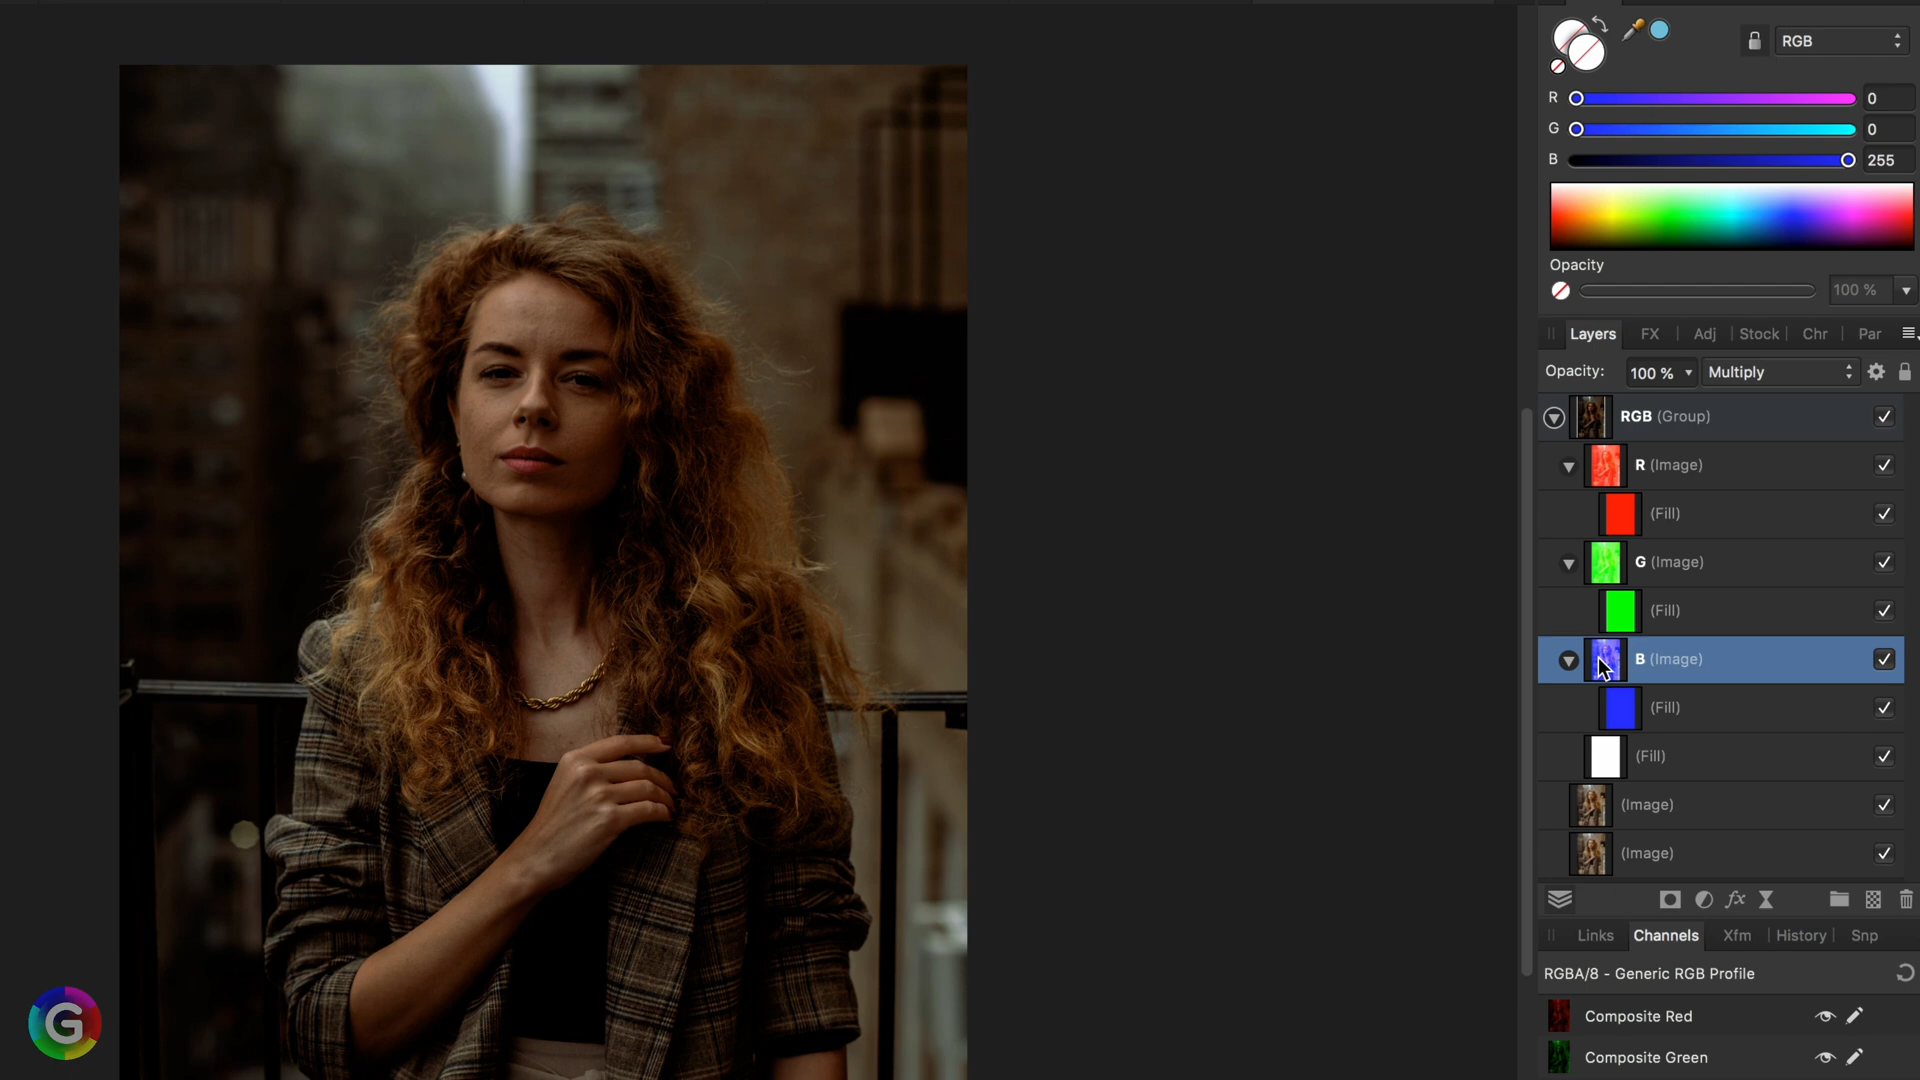 RGB
R 0
G 0
B 255
Opacity
100 %
Layers FX Adj Stock Chr Par
Opacity: 100 % Multiply
RGB (Group)
R (Image)
(Fill)
G (Image)
(Fill)
B (Image)
(Fill)
(Fill)
(Image)
(Image)
fx
Links Channels Xfm History Snp
RGBA/8 - Generic RGB Profile
Composite Red
Composite Green
G